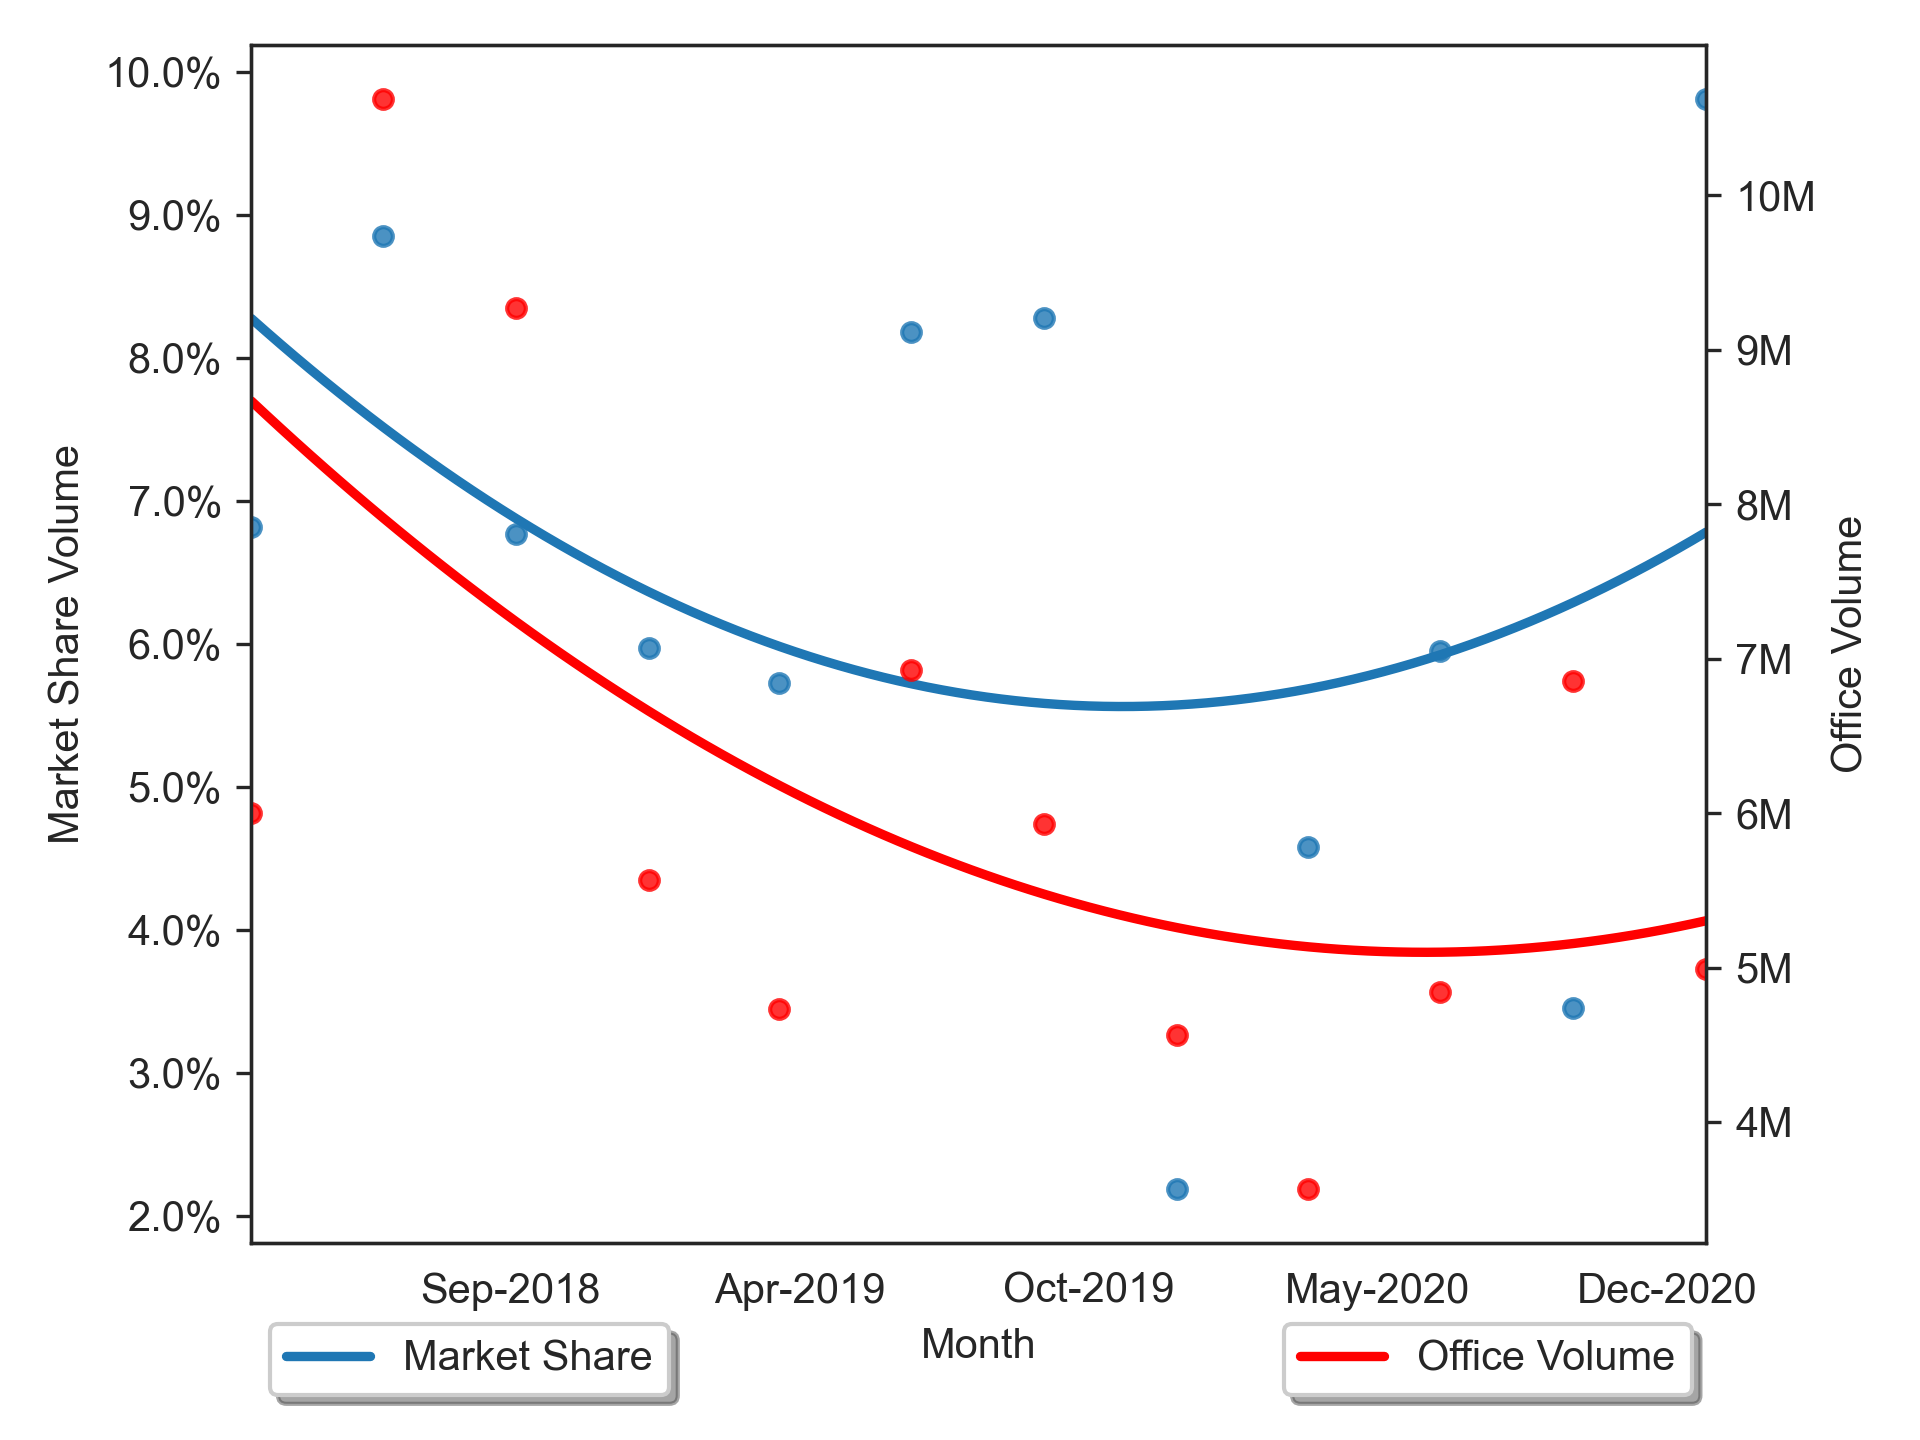 10.0%
9.0%
8.0%
7.0%
6.0%
5.0%
4.0%
3.0%
2.0%
Market Share Volume
10M
9M
8M
7M
6M
5M
4M
Office Volume
Sep-2018 Apr-2019 Oct-2019 May-2020 Dec-2020
Month
Market Share
Office Volume